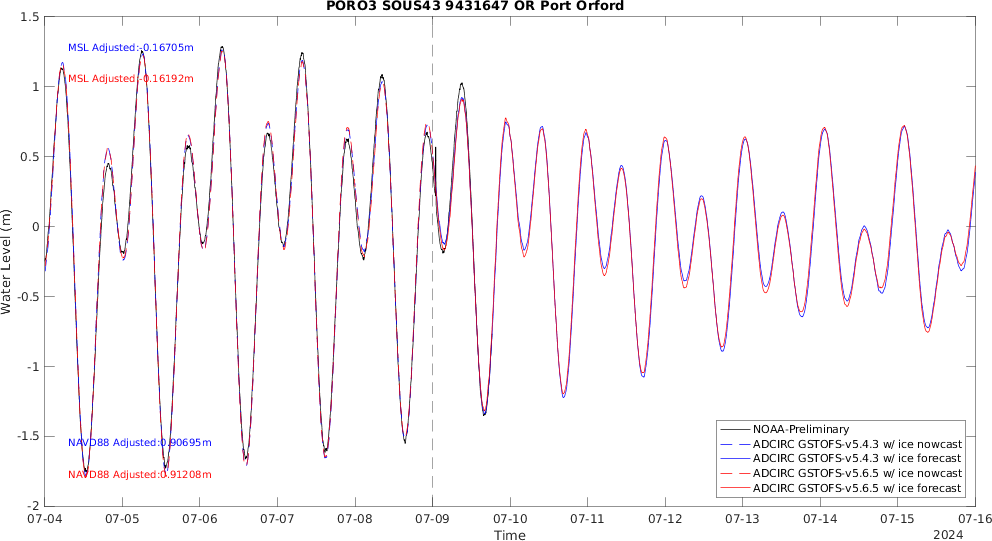 PORO3 SOUS43 9431647 OR Port Orford
1.5
1
0.5
0
-0.5
-1
-1.5
-2
Water Level (m)
MSL Adjusted:-0.16705m
MSL Adjusted:-0.16192m
NAVD88 Adjusted:0.90695m
NAVD88 Adjusted:0.91208m
NOAA-Preliminary
ADCIRC GSTOFS-v5.4.3 w/ ice nowcast
ADCIRC GSTOFS-v5.4.3 w/ ice forecast
ADCIRC GSTOFS-v5.6.5 w/ ice nowcast
ADCIRC GSTOFS-v5.6.5 w/ ice forecast
07-04 07-05 07-06 07-07 07-08 07-09 07-10 07-11 07-12 07-13 07-14 07-15 07-16
Time
2024